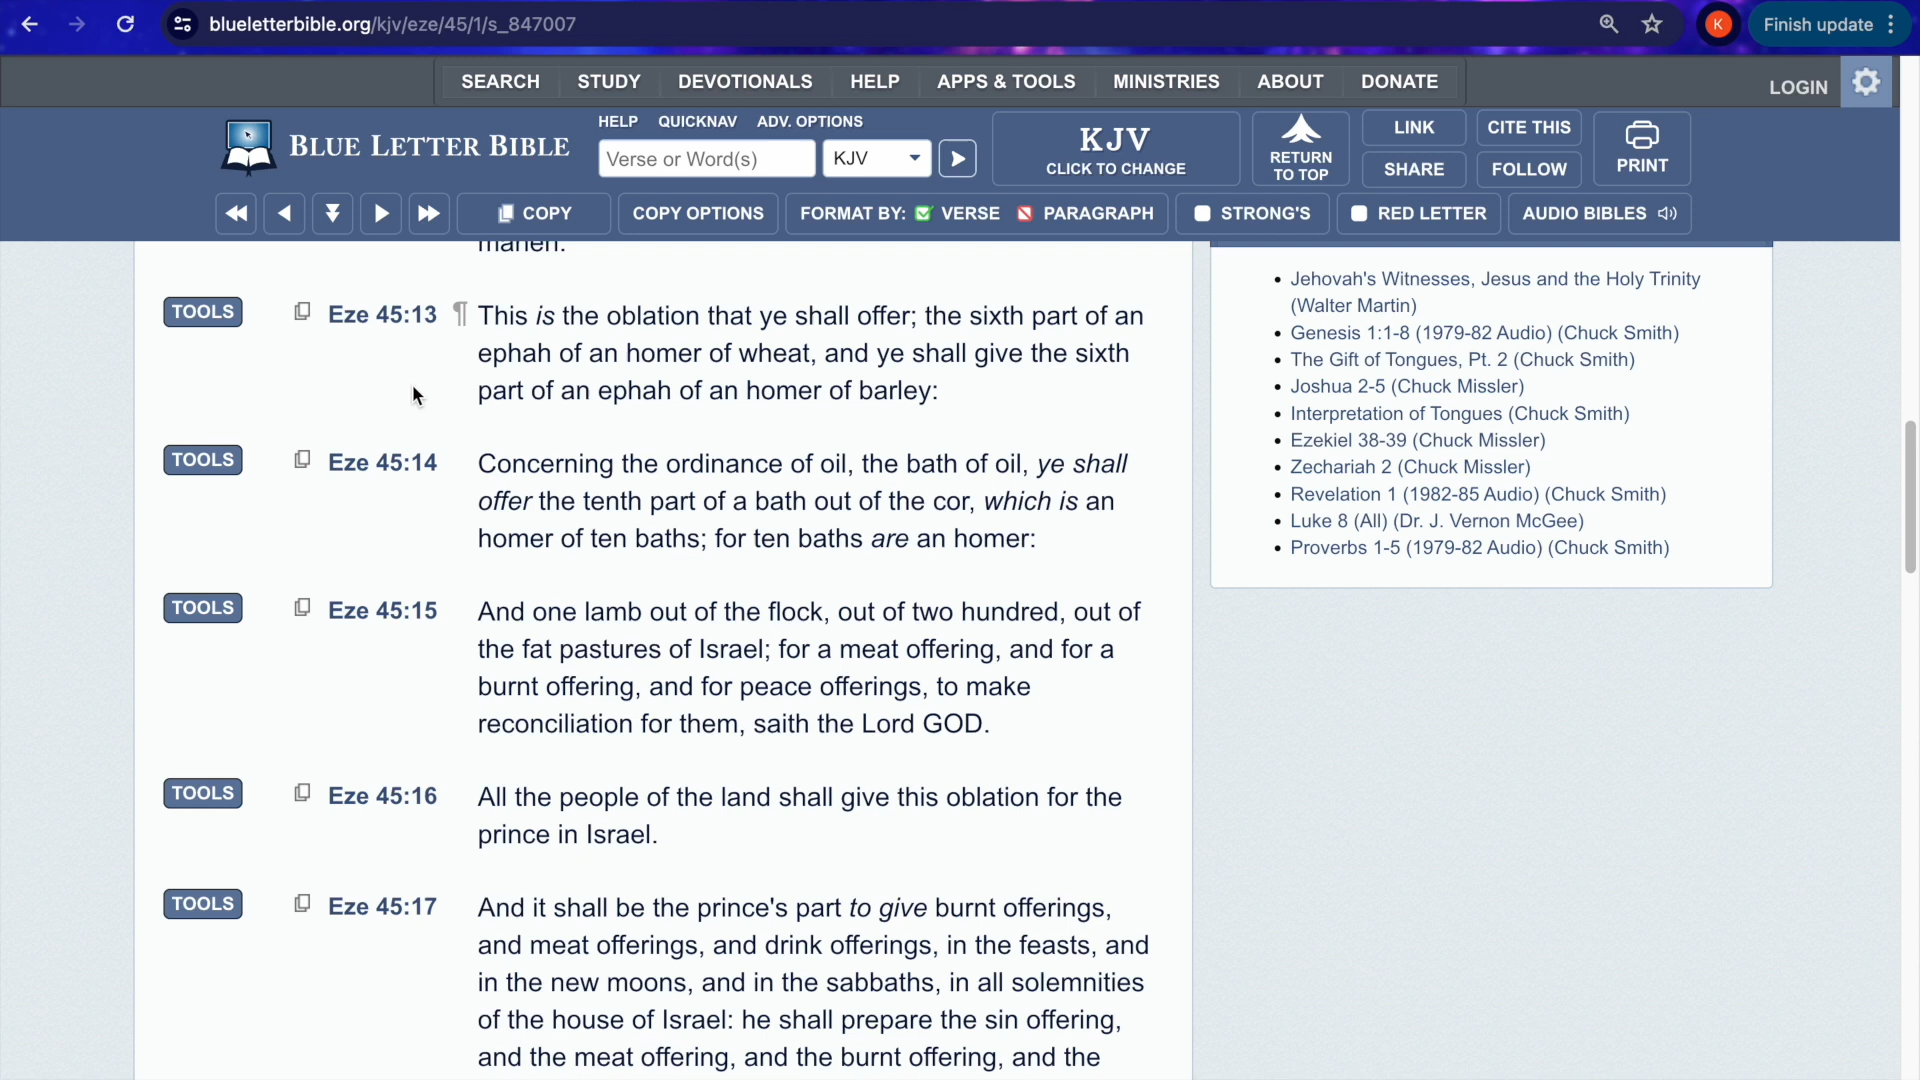 blueletterbible.org/kjv/eze/45/1/s_847007
K
Finish update
SEARCH STUDY DEVOTIONALS HELP APPS & TOOLS MINISTRIES ABOUT DONATE
LOGIN
BLUE LETTER BIBLE
HELP QUICKNAV ADV. OPTIONS
Verse or Word(s)
KJV
KJV
CLICK TO CHANGE
RETURN
TO TOP
LINK
CITE THIS
SHARE
FOLLOW
PRINT
COPY
COPY OPTIONS
FORMAT BY: VERSE PARAGRAPH
STRONG'S
RED LETTER
AUDIO BIBLES
maneh.
TOOLS
Eze 45:13
¶ This is the oblation that ye shall offer; the sixth part of an
ephah of an homer of wheat, and ye shall give the sixth
part of an ephah of an homer of barley:
TOOLS
Eze 45:14
Concerning the ordinance of oil, the bath of oil, ye shall
offer the tenth part of a bath out of the cor, which is an
homer of ten baths; for ten baths are an homer:
TOOLS
Eze 45:15
And one lamb out of the flock, out of two hundred, out of
the fat pastures of Israel; for a meat offering, and for a
burnt offering, and for peace offerings, to make
reconciliation for them, saith the Lord GOD.
TOOLS
Eze 45:16
All the people of the land shall give this oblation for the
prince in Israel.
TOOLS
Eze 45:17
And it shall be the prince's part to give burnt offerings,
and meat offerings, and drink offerings, in the feasts, and
in the new moons, and in the sabbaths, in all solemnities
of the house of Israel: he shall prepare the sin offering,
and the meat offering, and the burnt offering, and the
• Jehovah's Witnesses, Jesus and the Holy Trinity
(Walter Martin)
• Genesis 1:1-8 (1979-82 Audio) (Chuck Smith)
• The Gift of Tongues, Pt. 2 (Chuck Smith)
• Joshua 2-5 (Chuck Missler)
• Interpretation of Tongues (Chuck Smith)
• Ezekiel 38-39 (Chuck Missler)
• Zechariah 2 (Chuck Missler)
• Revelation 1 (1982-85 Audio) (Chuck Smith)
• Luke 8 (All) (Dr. J. Vernon McGee)
• Proverbs 1-5 (1979-82 Audio) (Chuck Smith)